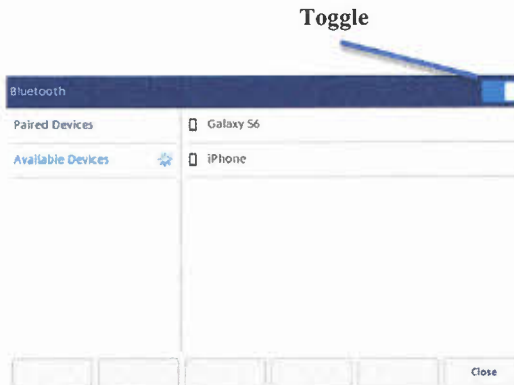 Toggle
Bluetooth
Paired Devices
Galaxy S6
Available Devices
iPhone
Close